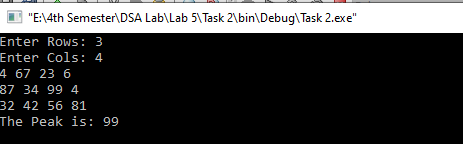 "E:\4th Semester\DSA Lab\Lab 5\Task 2\bin\Debug\Task 2.exe"
Enter Rows: 3
Enter Cols: 4
4 67 23 6
87 34 99 4
32 42 56 81
The Peak is: 99